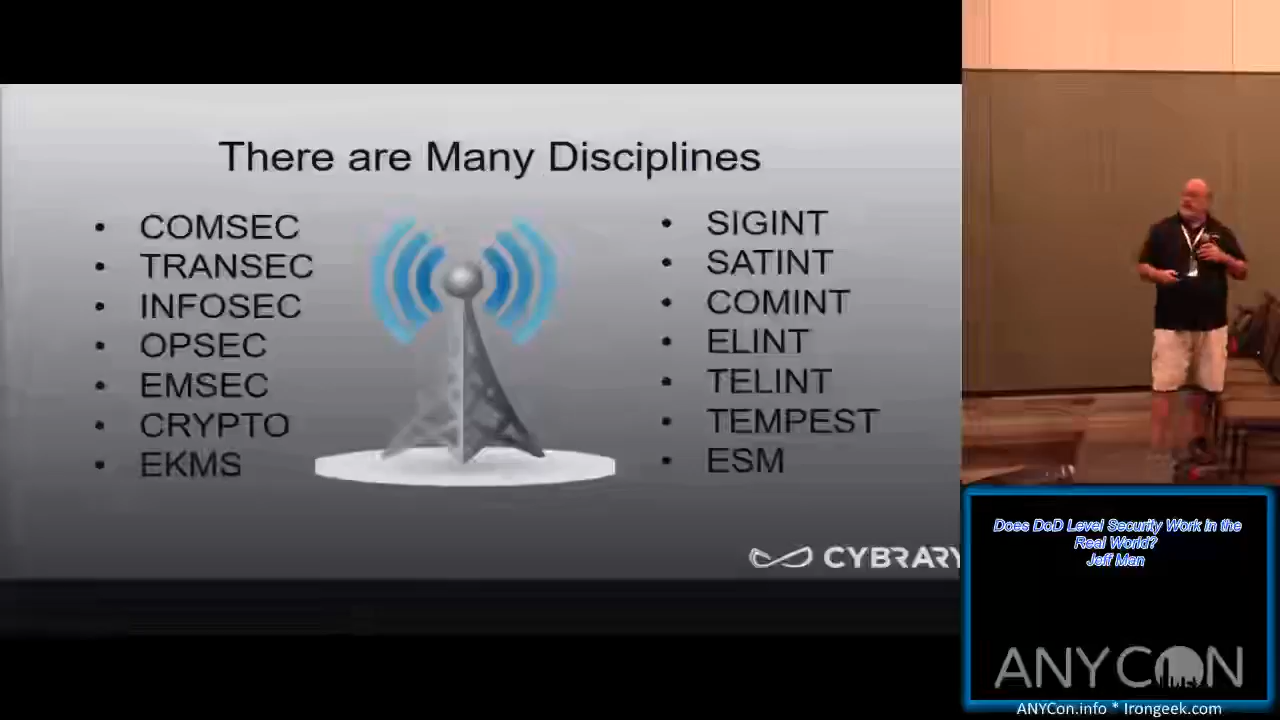 There are Many Disciplines
• COMSEC
• TRANSEC
• INFOSEC
• OPSEC
• EMSEC
• CRYPTO
• EKMS
• SIGINT
• SATINT
• COMINT
• ELINT
• TELINT
• TEMPEST
• ESM
CYBRARY
Does DoD Level Security Work in the
Real World?
Jeff Man
ANYCON
ANYCon.info * Irongeek.com